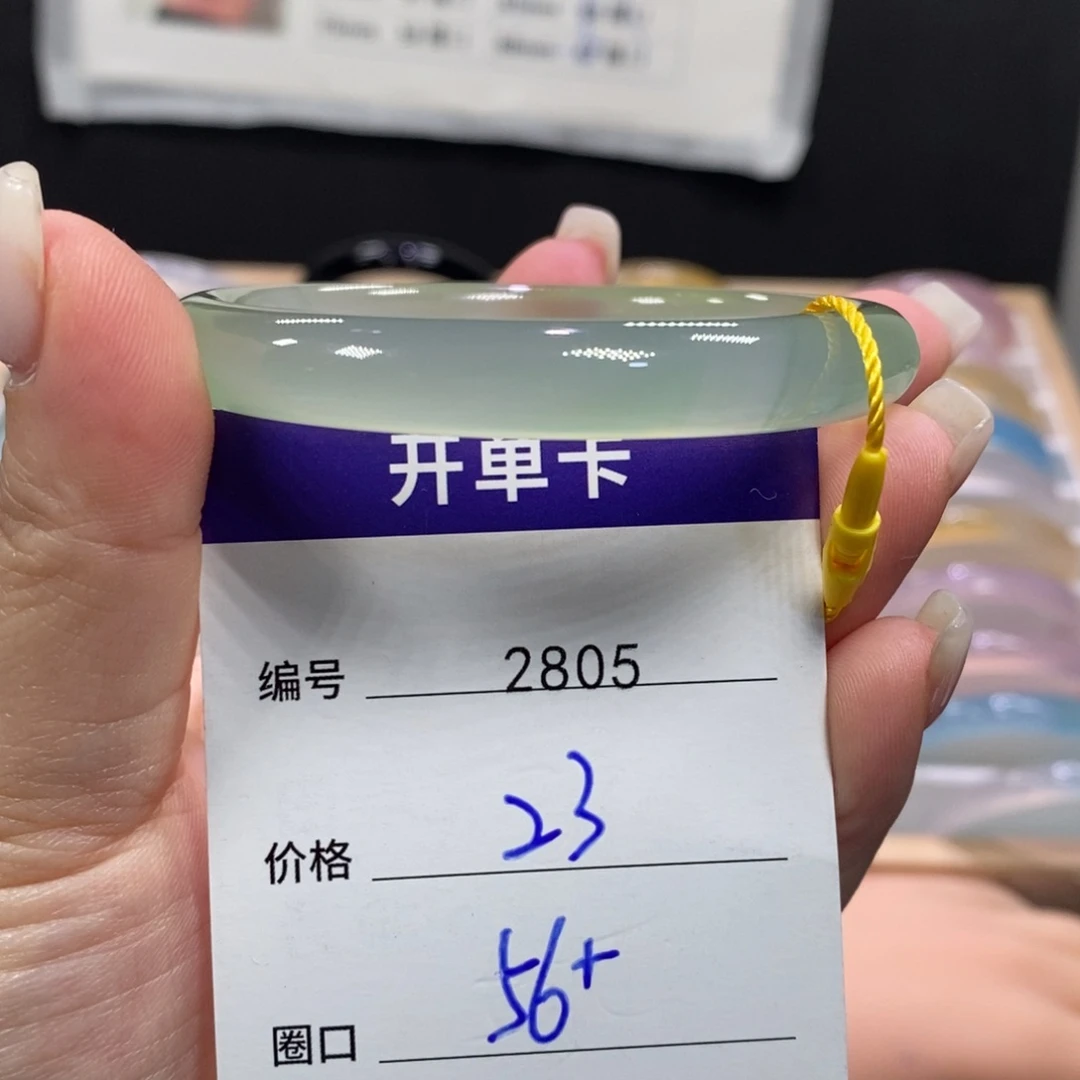 开单卡
编号 2805
价格 23
圈口 56+